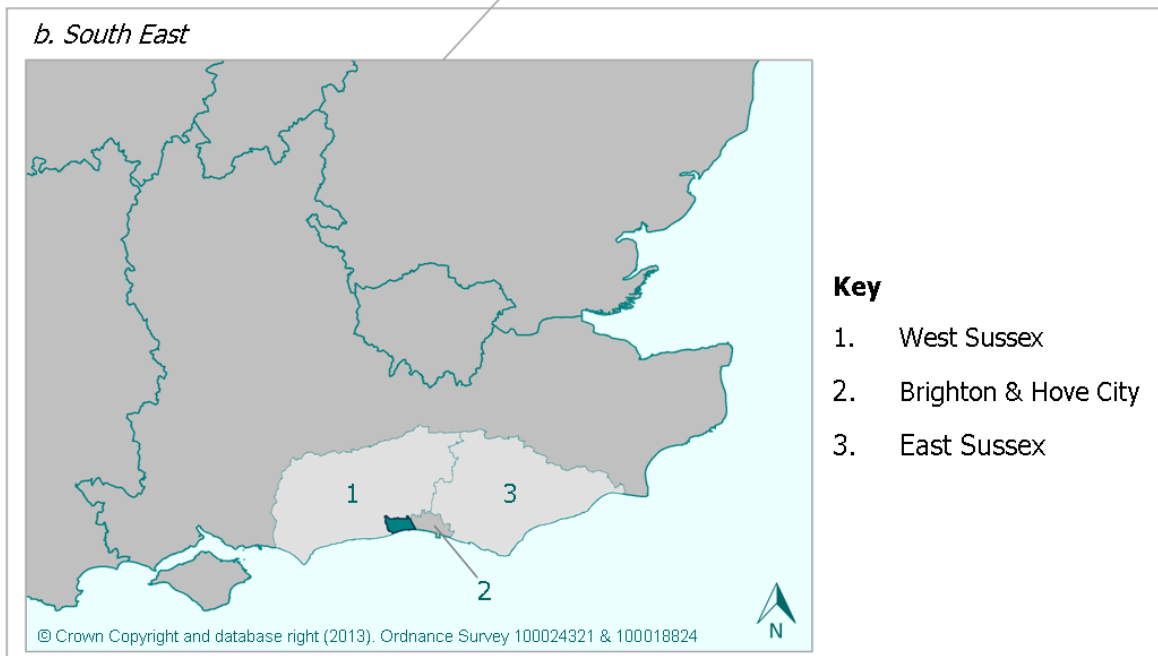 b. South East
Key
1. West Sussex
2. Brighton & Hove City
3. East Sussex
1
3
2
N
© Crown Copyright and database right (2013). Ordnance Survey 100024321 & 100018824